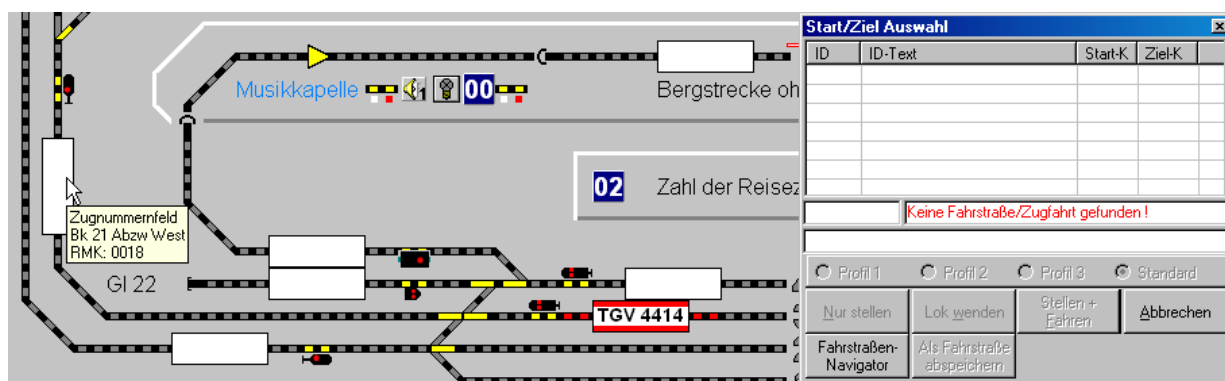 Musikkapelle
1
00
Bergstrecke oh
02
Zahl der Reisez
Zugnummernfeld
Bk 21 Abzw West
RMK: 0018
Gl 22
TGV 4414
Start/Ziel Auswahl
ID ID-Text Start-K Ziel-K
Keine Fahrstraße/Zugfahrt gefunden !
Profil 1 Profil 2 Profil 3 Standard
Nur stellen Lok wenden Stellen + Abbrechen
Fahren
Fahrstraßen- Als Fahrstraße
Navigator abspeichern